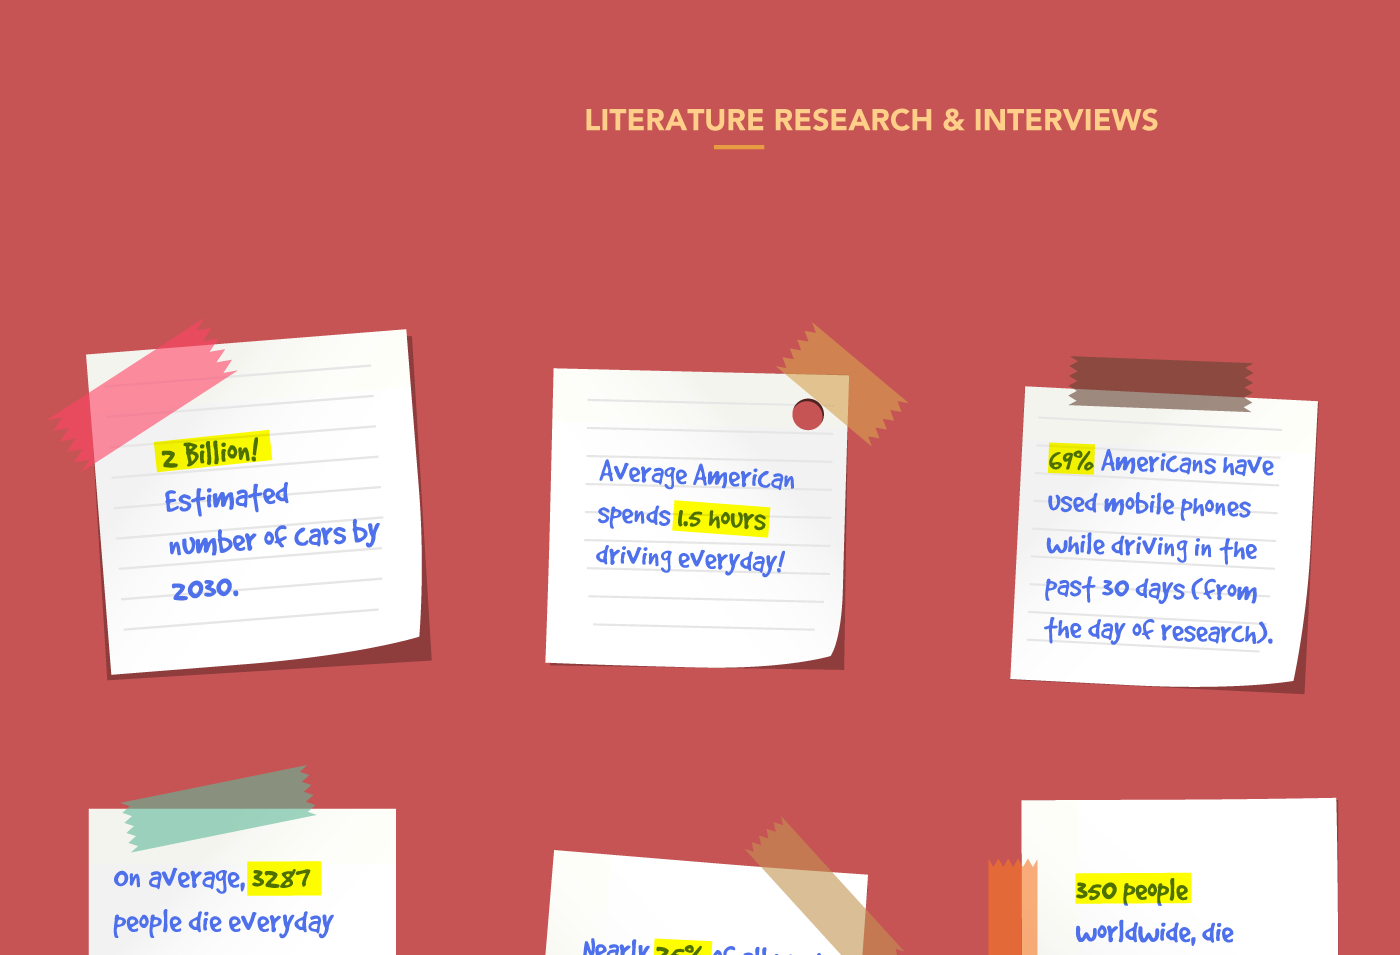 LITERATURE RESEARCH & INTERVIEWS
2 Billion!
Estimated
number of cars by
2030.
Average American
spends 1.5 hours
driving everyday!
69% Americans have
used mobile phones
while driving in the
past 30 days (from
the day of research).
on average, 3287
people die everyday
Nearly
350 people
worldwide, die